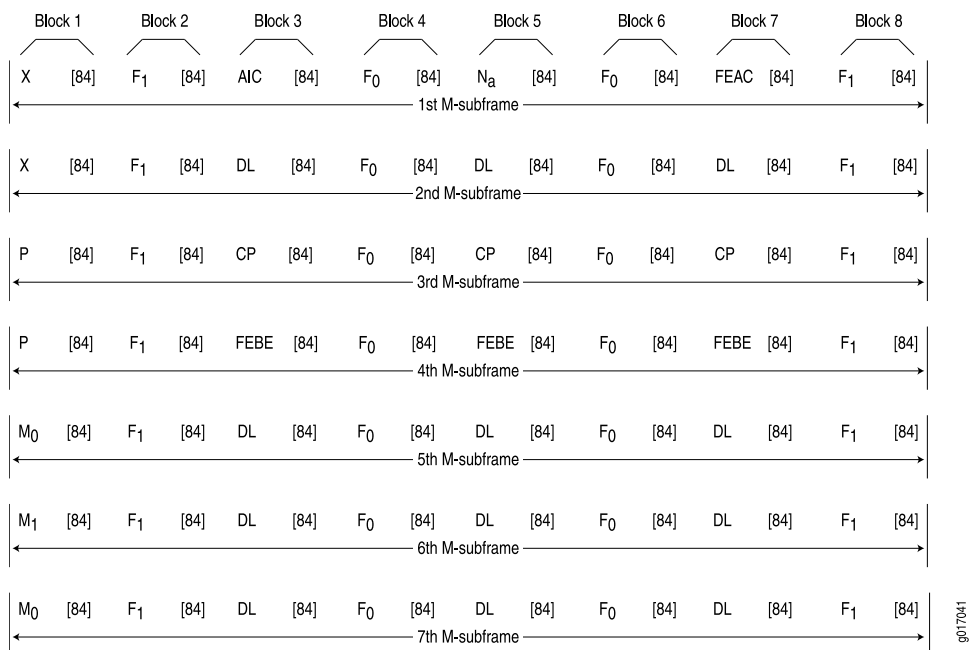 Block 1 Block 2 Block 3 Block 4 Block 5 Block 6 Block 7 Block 8
X [84] F1 [84] AIC [84] F0 [84] Na [84] F0 [84] FEAC [84] F1 [84]
1st M-subframe
X [84] F1 [84] DL [84] F0 [84] DL [84] F0 [84] DL [84] F1 [84]
2nd M-subframe
P [84] F1 [84] CP [84] F0 [84] CP [84] F0 [84] CP [84] F1 [84]
3rd M-subframe
P [84] F1 [84] FEBE [84] F0 [84] FEBE [84] F0 [84] FEBE [84] F1 [84]
4th M-subframe
M0 [84] F1 [84] DL [84] F0 [84] DL [84] F0 [84] DL [84] F1 [84]
5th M-subframe
M1 [84] F1 [84] DL [84] F0 [84] DL [84] F0 [84] DL [84] F1 [84]
6th M-subframe
M0 [84] F1 [84] DL [84] F0 [84] DL [84] F0 [84] DL [84] F1 [84]
7th M-subframe
g017041